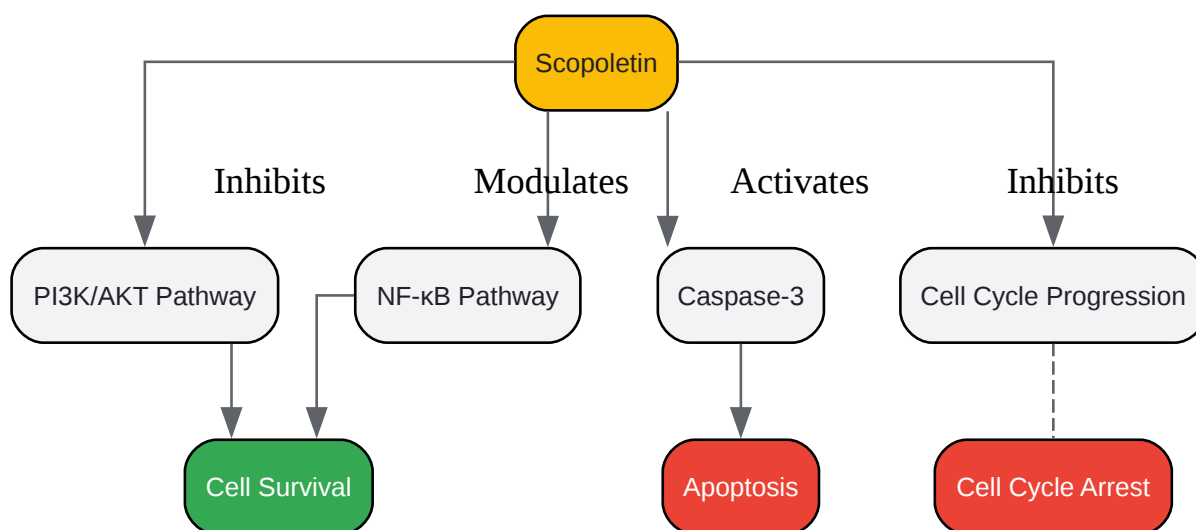 Scopoletin
Inhibits
Modulates
Activates
Inhibits
PI3K/AKT Pathway
NF-κB Pathway
Caspase-3
Cell Cycle Progression
Cell Survival
Apoptosis
Cell Cycle Arrest